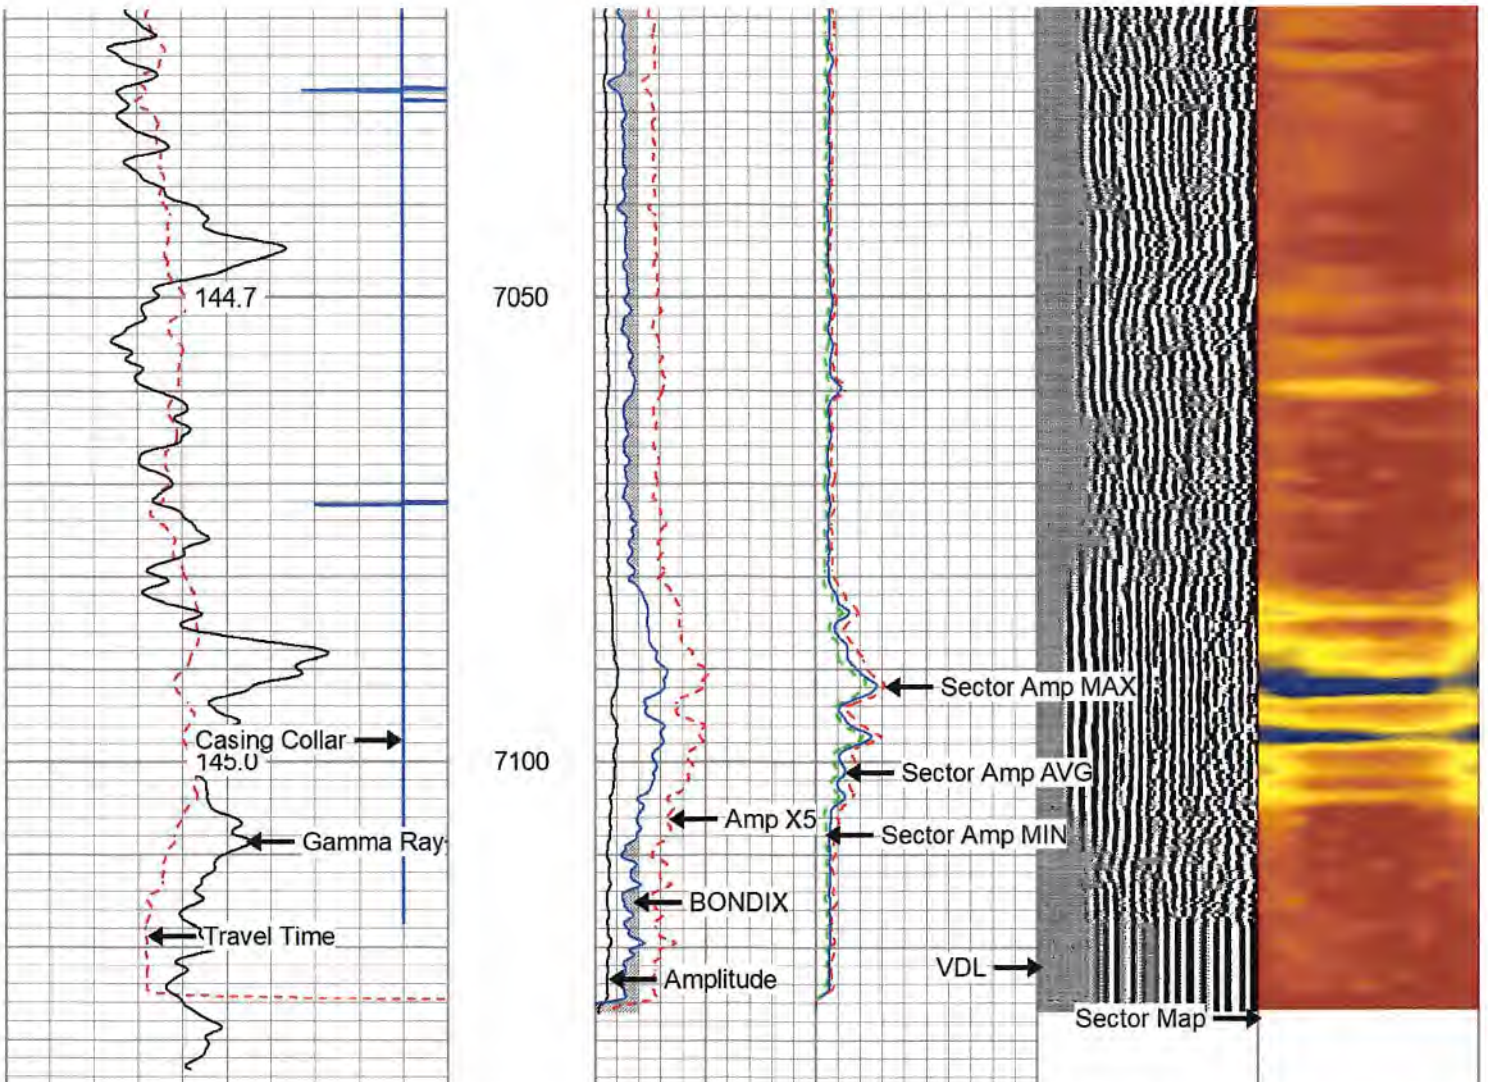 144.7
7050
Sector Amp MAX
Casing Collar
145.0
7100
Sector Amp AVG
Amp X5
Sector Amp MIN
Gamma Ray
BONDIX
Travel Time
VDL
Amplitude
Sector Map